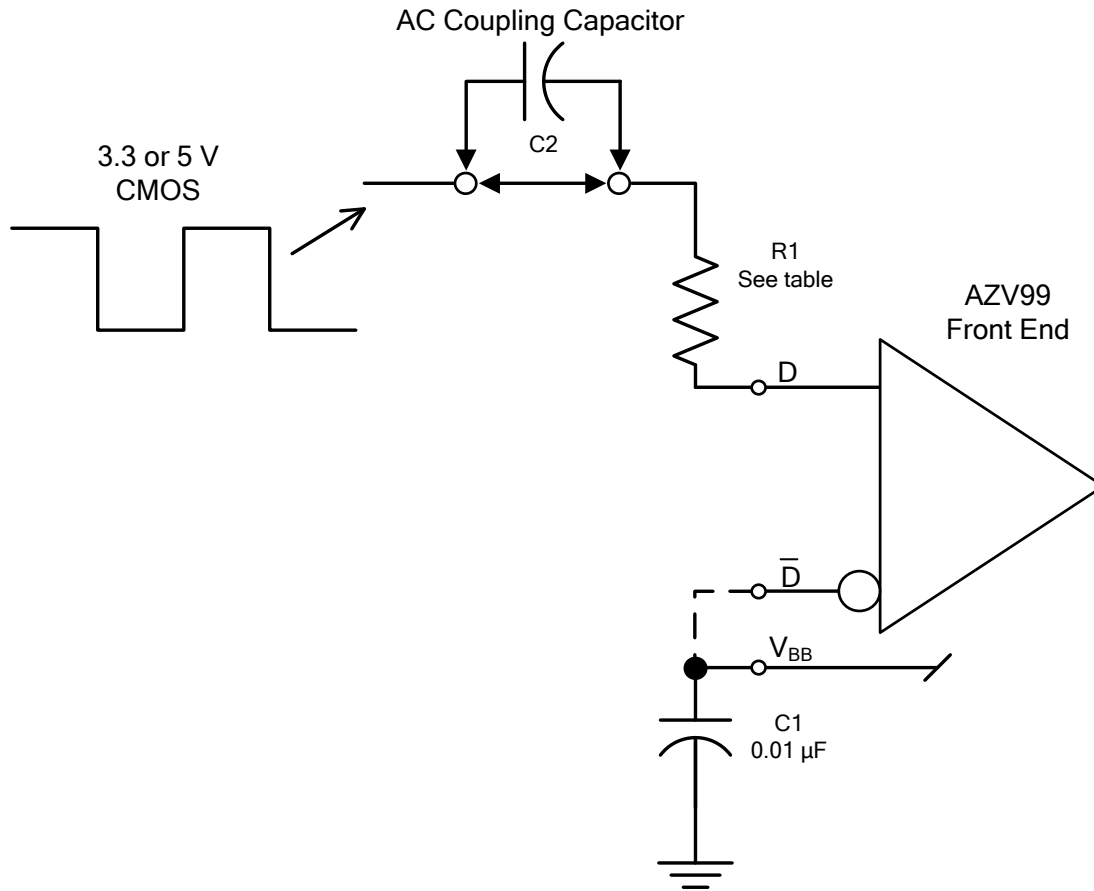 AC Coupling Capacitor
C2
3.3 or 5 V
CMOS
R1
See table
AZV99
Front End
D
D̅
VBB
C1
0.01 µF